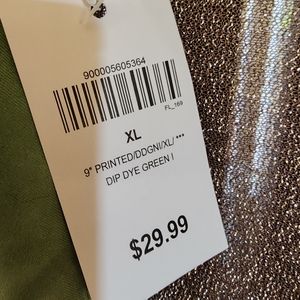 900005605364
FL_169
XL
9" PRINTED/DDGNI/XL/ ***
DIP DYE GREEN I
$29.99